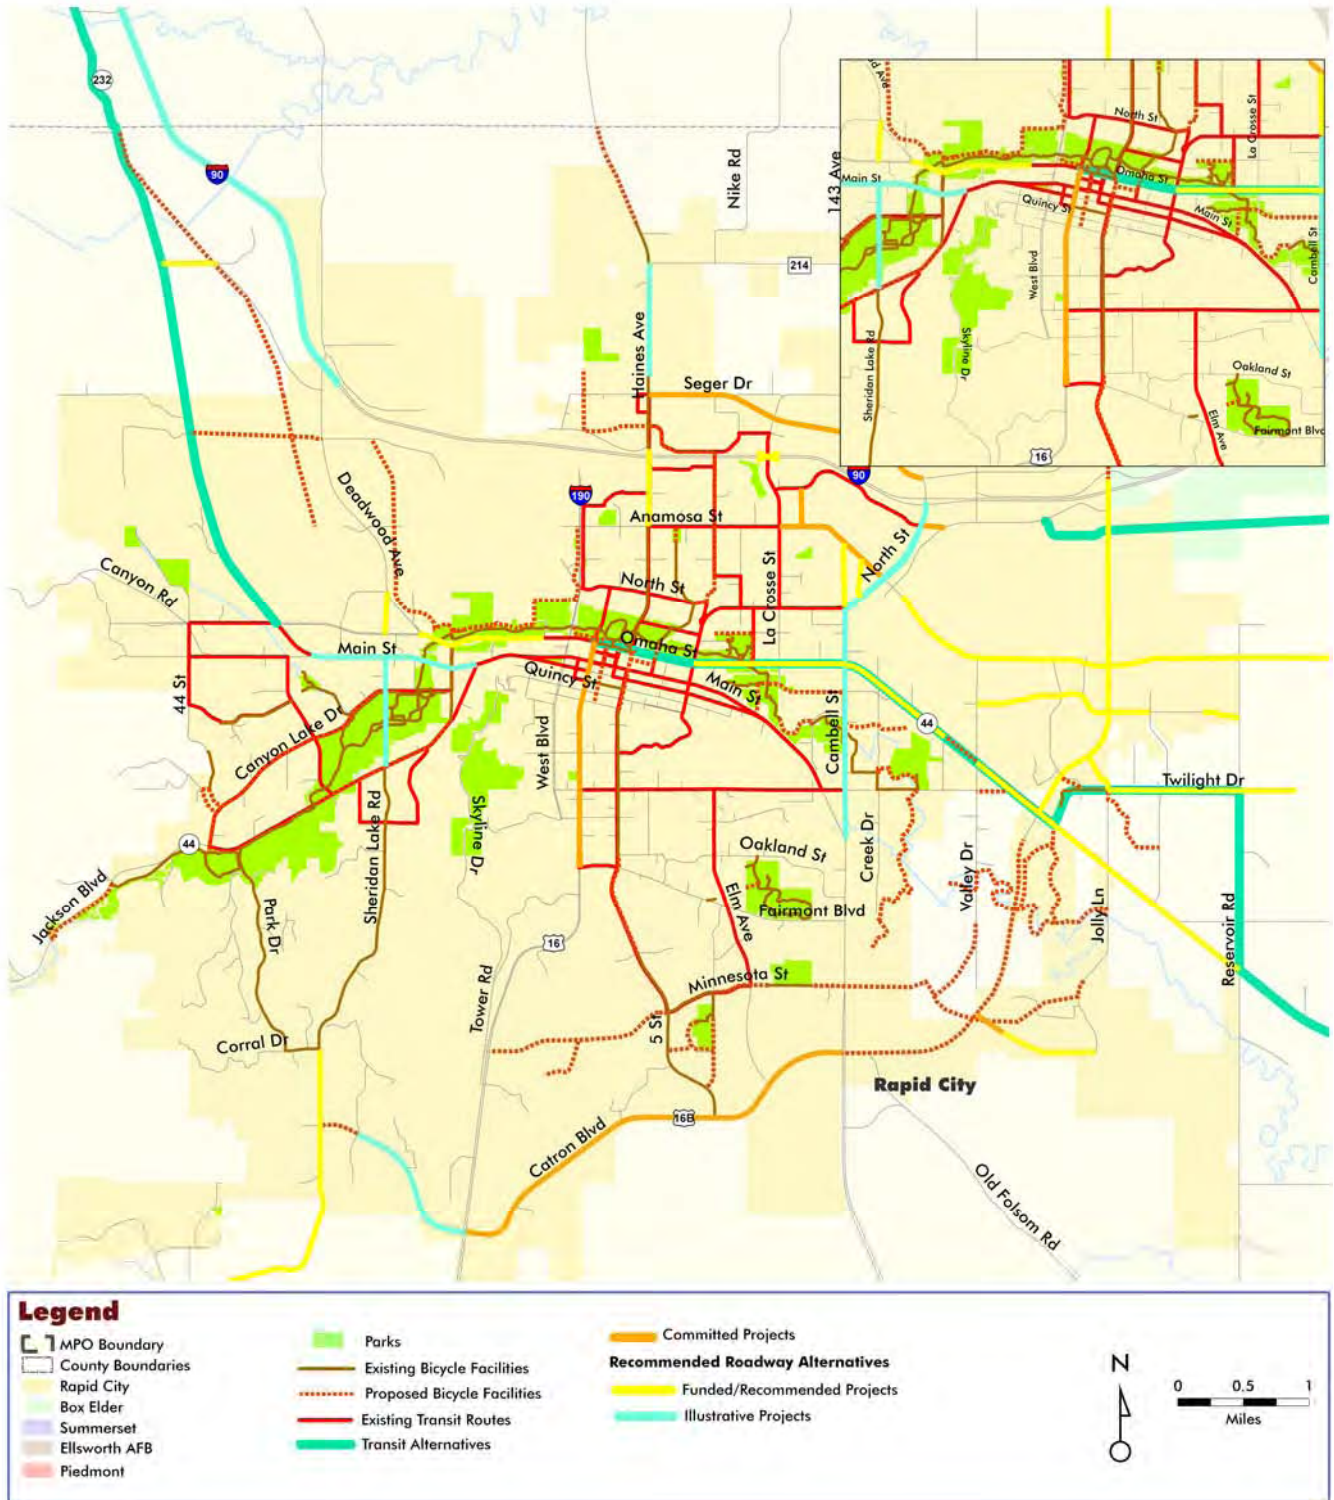 232
90
Nike Rd
143 Ave
214
Haines Ave
Seger Dr
Deadwood Ave
190
90
Anamosa St
Canyon Rd
North St
North St
La Crosse St
Main St
Omaha St
44 St
Quincy St
Main St
Canyon Lake Dr
West Blvd
Cambell St
44
Twilight Dr
Skyline Dr
Sheridan Lake Rd
Oakland St
Creek Dr
Valley Dr
44
Jackson Blvd
Park Dr
Elm Ave
Fairmont Blvd
Jolly Ln
Reservoir Rd
16
Tower Rd
Minnesota St
Corral Dr
5 St
Rapid City
16B
Catron Blvd
Old Folsom Rd
North St
La Crosse St
Main St
Omaha St
Quincy St
Main St
West Blvd
Cambell St
Skyline Dr
Sheridan Lake Rd
Oakland St
Elm Ave
Fairmont Blvd
16
Legend
MPO Boundary
County Boundaries
Rapid City
Box Elder
Summerset
Ellsworth AFB
Piedmont
Parks
Existing Bicycle Facilities
Proposed Bicycle Facilities
Existing Transit Routes
Transit Alternatives
Committed Projects
Recommended Roadway Alternatives
Funded/Recommended Projects
Illustrative Projects
N
0 0.5 1
Miles